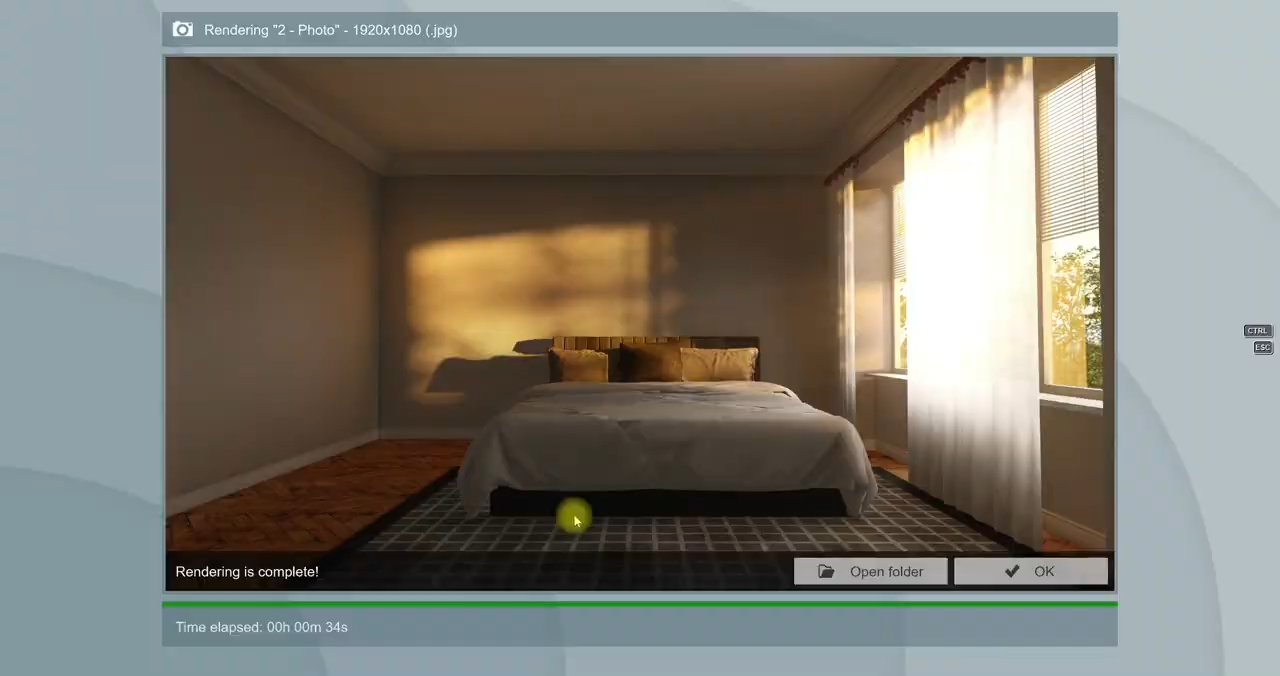 Rendering "2 - Photo" - 1920x1080 (.jpg)
CTRL
ESC
Rendering is complete!
Open folder
OK
Time elapsed: 00h 00m 34s